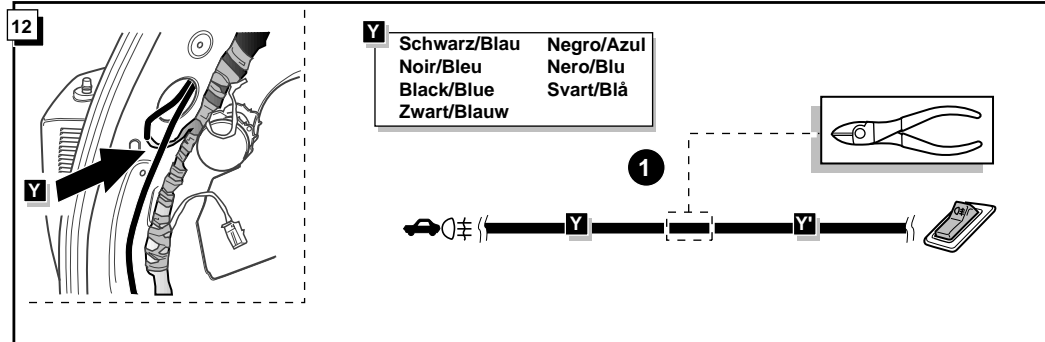 12
Y
Schwarz/Blau Negro/Azul
Noir/Bleu Nero/Blu
Black/Blue Svart/Blå
Zwart/Blauw
1
Y
Y Y'